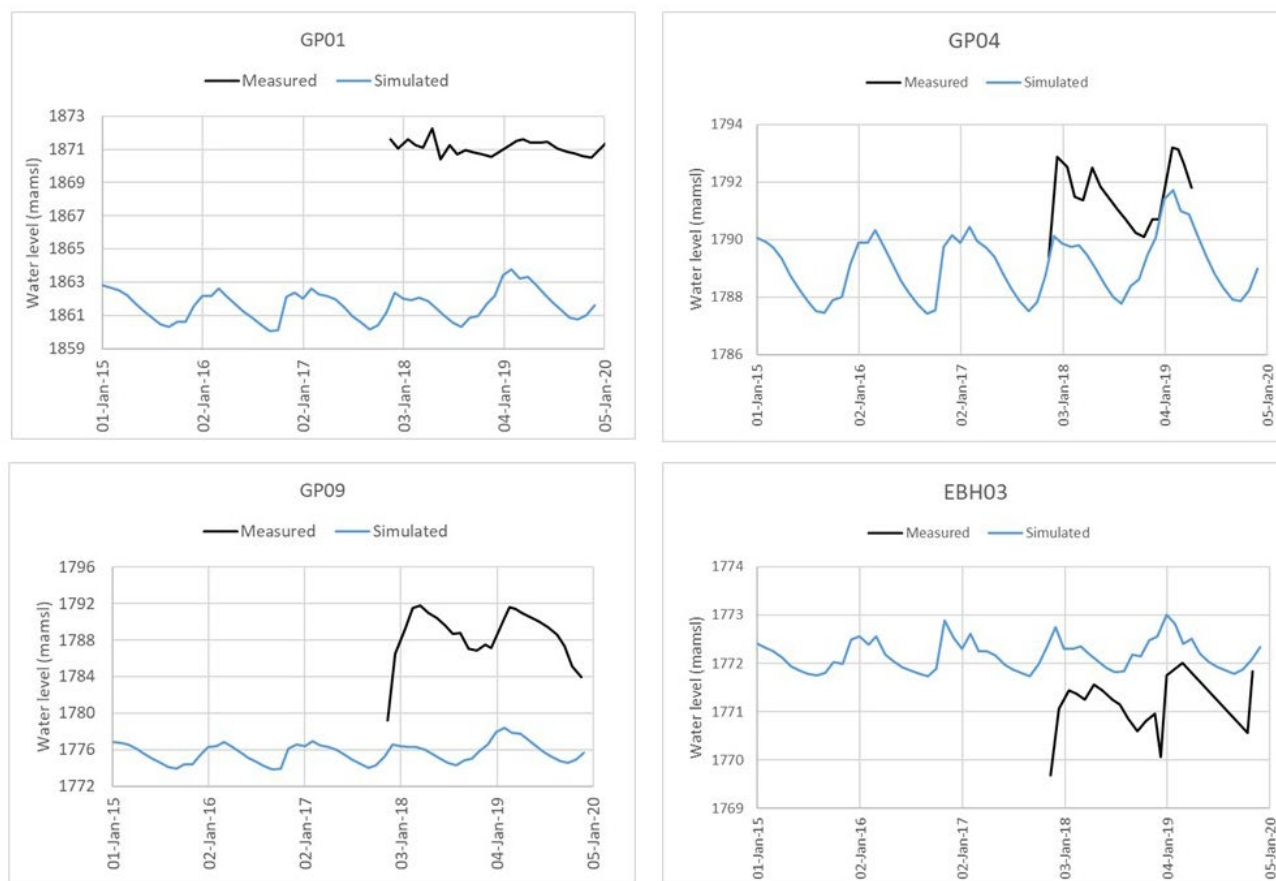 GP01
Measured Simulated
Water level (mamsl)
1873
1871
1869
1867
1865
1863
1861
1859
01-Jan-15
02-Jan-16
02-Jan-17
03-Jan-18
04-Jan-19
05-Jan-20
GP04
Measured Simulated
Water level (mamsl)
1794
1792
1790
1788
1786
01-Jan-15
02-Jan-16
02-Jan-17
03-Jan-18
04-Jan-19
05-Jan-20
GP09
Measured Simulated
Water level (mamsl)
1796
1792
1788
1784
1780
1776
1772
01-Jan-15
02-Jan-16
02-Jan-17
03-Jan-18
04-Jan-19
05-Jan-20
EBH03
Measured Simulated
Water level (mamsl)
1774
1773
1772
1771
1770
1769
01-Jan-15
02-Jan-16
02-Jan-17
03-Jan-18
04-Jan-19
05-Jan-20